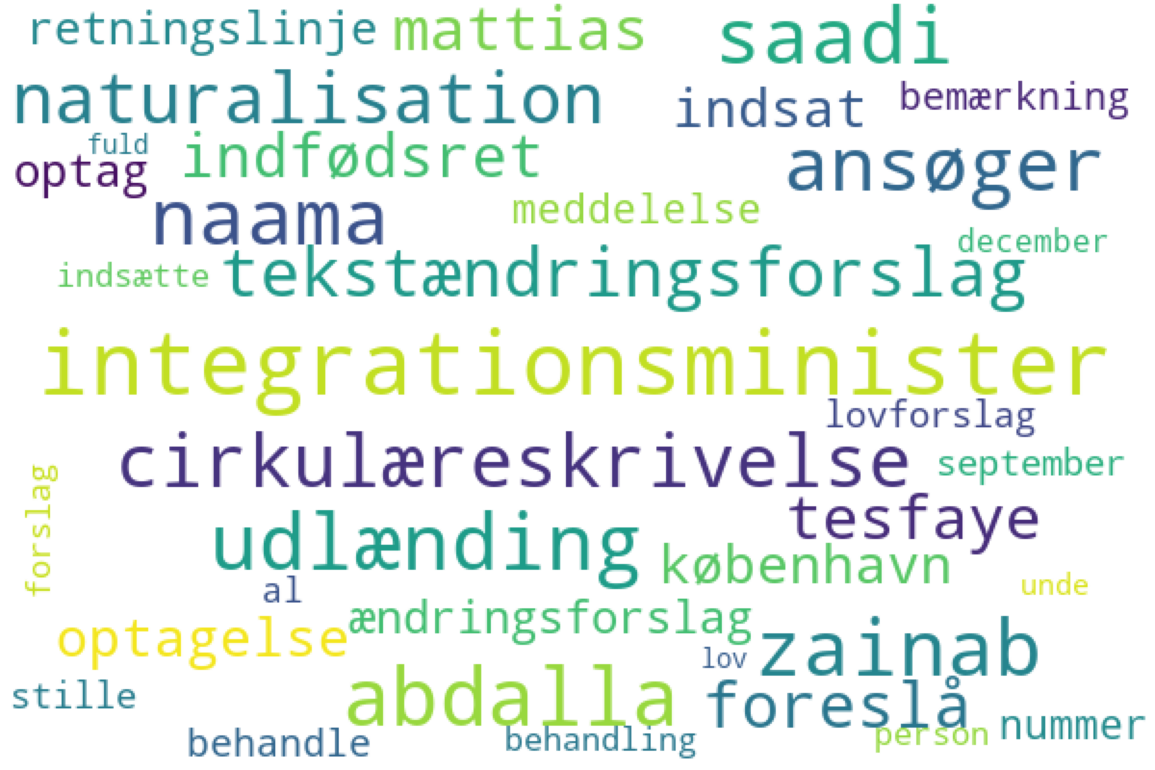 retningslinje mattias saadi
naturalisation indsat bemærkning
fuld
optag indfødsret ansøger
naama meddelelse
december
indsætte tekstændringsforslag
integrationsminister
lovforslag
cirkulæreskrivelse september
forslag
tesfaye
udlænding københavn
al unde
optagelse ændringsforslag
lov zainab
stille abdalla foreslå nummer
behandle behandling person